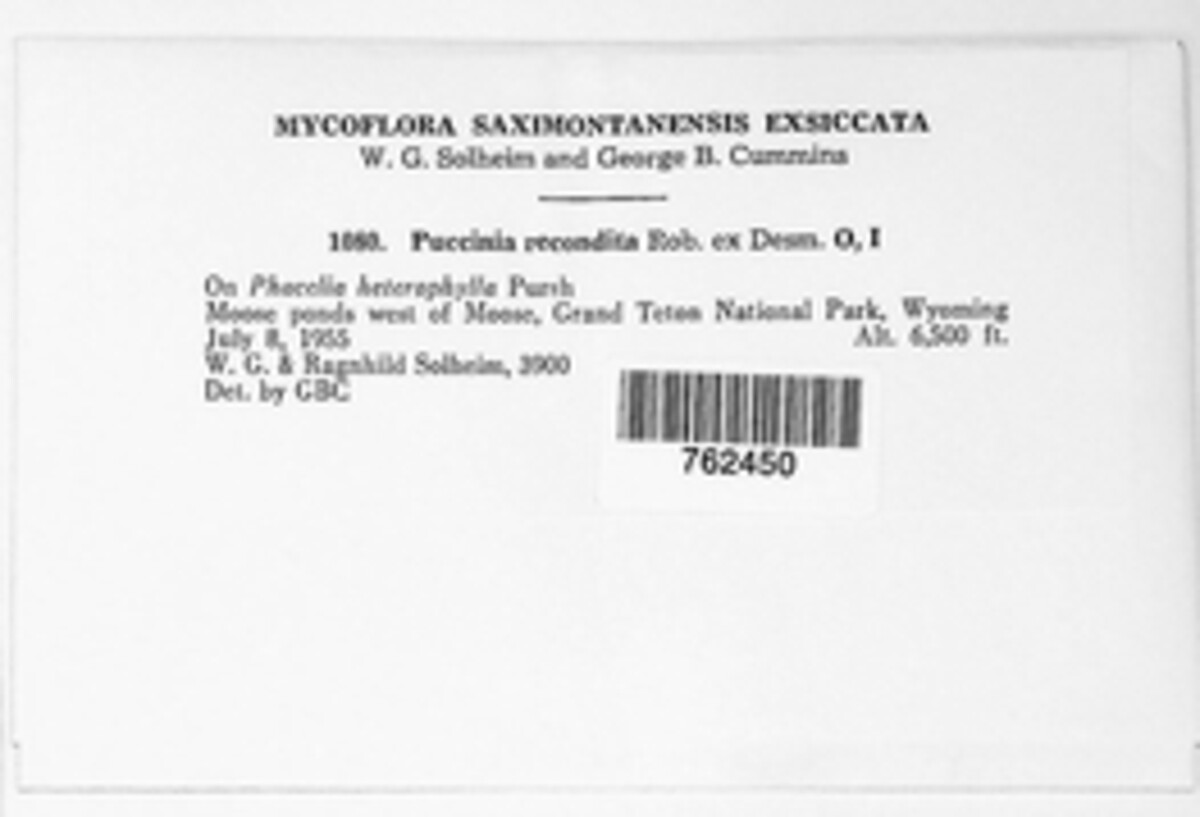 MYCOFLORA SAXIMONTANENSIS EXSICCATA
W. G. Solheim and George B. Cummins
1080. Puccinia recondita Rob. ex Desm. O, I
On Phacelia heterophylla Pursh
Moose ponds west of Moose, Grand Teton National Park, Wyoming
July 8, 1955 Alt. 6,500 ft.
W. G. & Ragnhild Solheim, 3900
Det. by GBC
762450